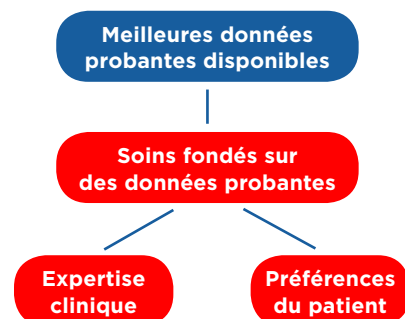 Meilleures données
probantes disponibles
Soins fondés sur
des données probantes
Expertise
clinique
Préférences
du patient